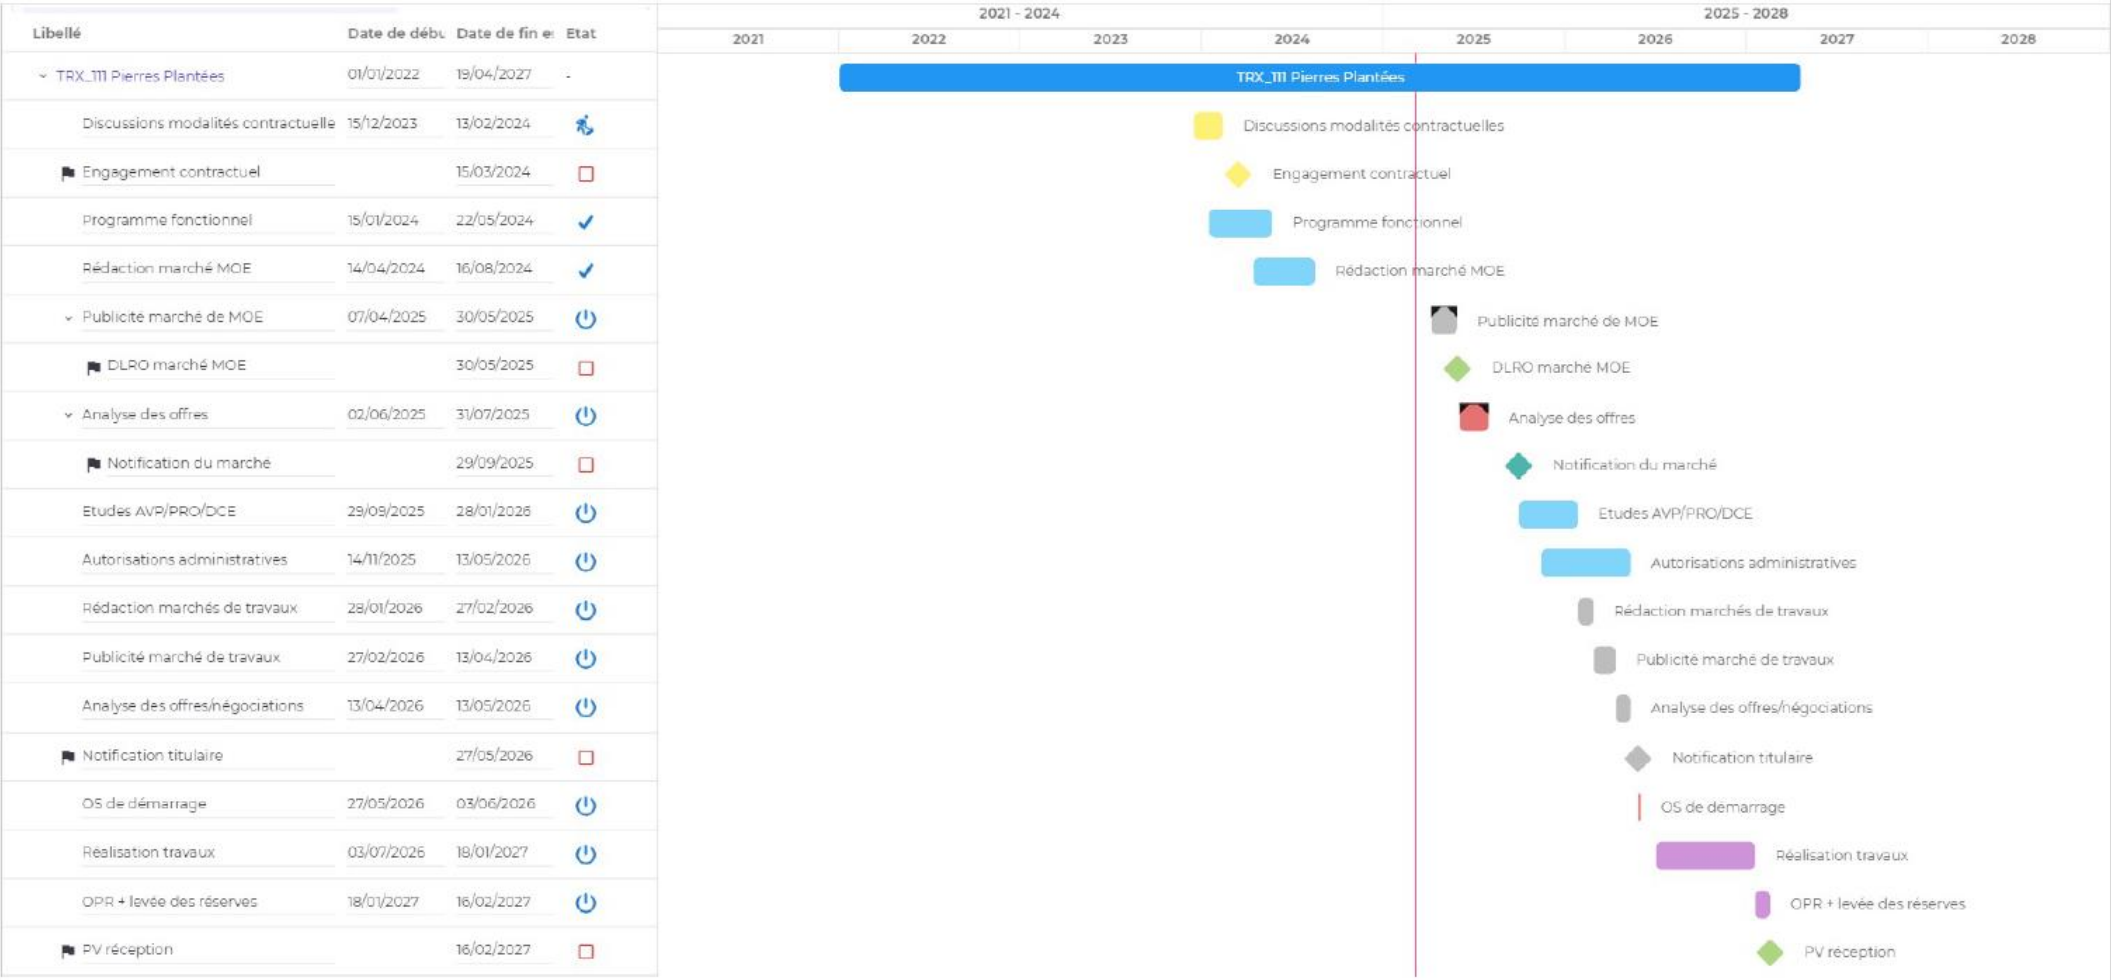 2021 - 2024 2025 - 2028
Libellé Date de débu Date de fin e: Etat
2021 2022 2023 2024 2025 2026 2027 2028
TRX_111 Pierres Plantées 01/01/2022 19/04/2027 - TRX_111 Pierres Plantées
Discussions modalités contractuelle 15/12/2023 13/02/2024 Discussions modalités contractuelles
Engagement contractuel 15/03/2024 Engagement contractuel
Programme fonctionnel 15/01/2024 22/05/2024 Programme fonctionnel
Rédaction marché MOE 14/04/2024 16/08/2024 Rédaction marché MOE
Publicité marché de MOE 07/04/2025 30/05/2025 Publicité marché de MOE
DLRO marché MOE 30/05/2025 DLRO marché MOE
Analyse des offres 02/06/2025 31/07/2025 Analyse des offres
Notification du marché 29/09/2025 Notification du marché
Etudes AVP/PRO/DCE 29/09/2025 28/01/2026 Etudes AVP/PRO/DCE
Autorisations administratives 14/11/2025 13/05/2026 Autorisations administratives
Rédaction marchés de travaux 28/01/2026 27/02/2026 Rédaction marchés de travaux
Publicité marché de travaux 27/02/2026 13/04/2026 Publicité marché de travaux
Analyse des offres/négociations 13/04/2026 13/05/2026 Analyse des offres/négociations
Notification titulaire 27/05/2026 Notification titulaire
OS de démarrage 27/05/2026 03/06/2026 OS de démarrage
Réalisation travaux 03/07/2026 18/01/2027 Réalisation travaux
OPR + levée des réserves 18/01/2027 16/02/2027 OPR + levée des réserves
PV réception 16/02/2027 PV réception